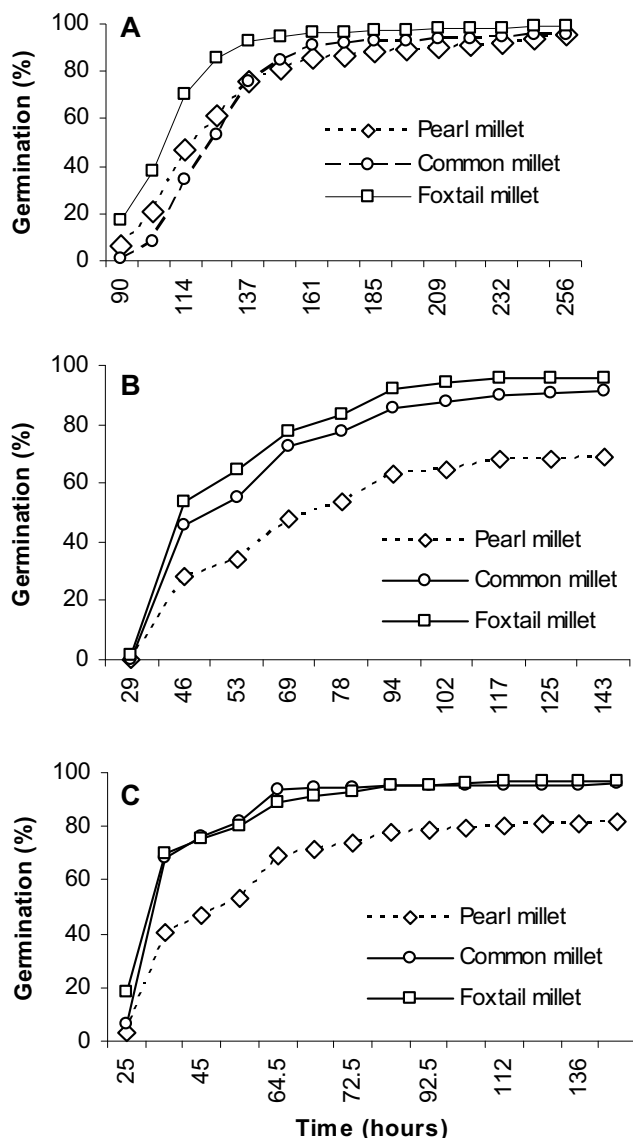 A
Germination (%)
100
80
60
40
20
0
Pearl millet
Common millet
Foxtail millet
90
114
137
161
185
209
232
256
B
Germination (%)
100
80
60
40
20
0
Pearl millet
Common millet
Foxtail millet
29
46
53
69
78
94
102
117
125
143
C
Germination (%)
100
80
60
40
20
0
Pearl millet
Common millet
Foxtail millet
25
45
64.5
72.5
92.5
112
136
Time (hours)